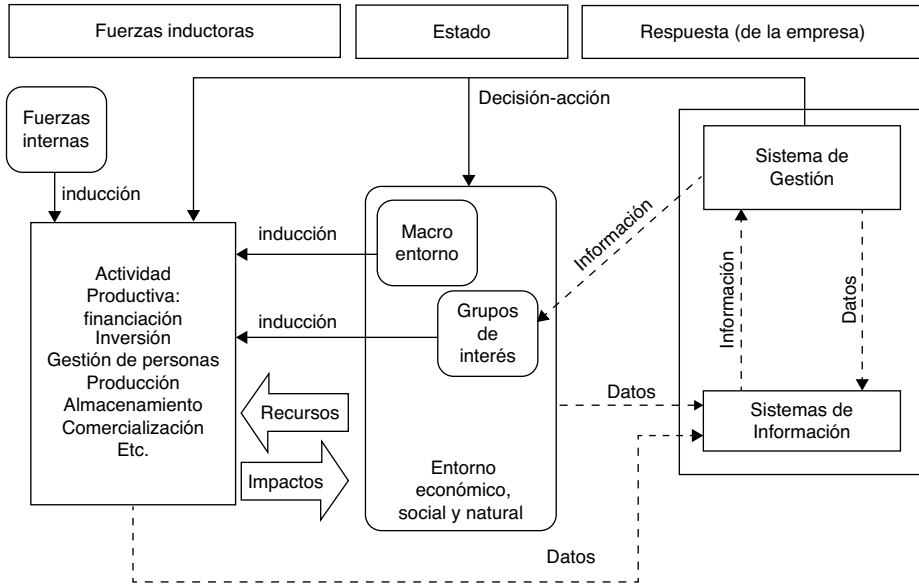 Fuerzas inductoras
Estado
Respuesta (de la empresa)
Decisión-acción
Fuerzas
internas
inducción
Sistema de
Gestión
inducción
Macro
entorno
Información
Actividad
Productiva:
financiación
Inversión
Gestión de personas
Producción
Almacenamiento
Comercialización
Etc.
inducción
Grupos
de
interés
Información
Datos
Recursos
Impactos
Datos
Sistemas de
Información
Entorno
económico,
social y natural
Datos